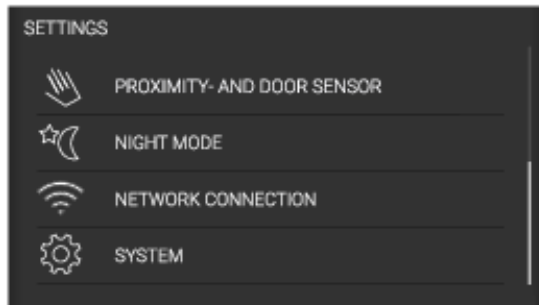 SETTINGS
PROXIMITY- AND DOOR SENSOR
NIGHT MODE
NETWORK CONNECTION
SYSTEM